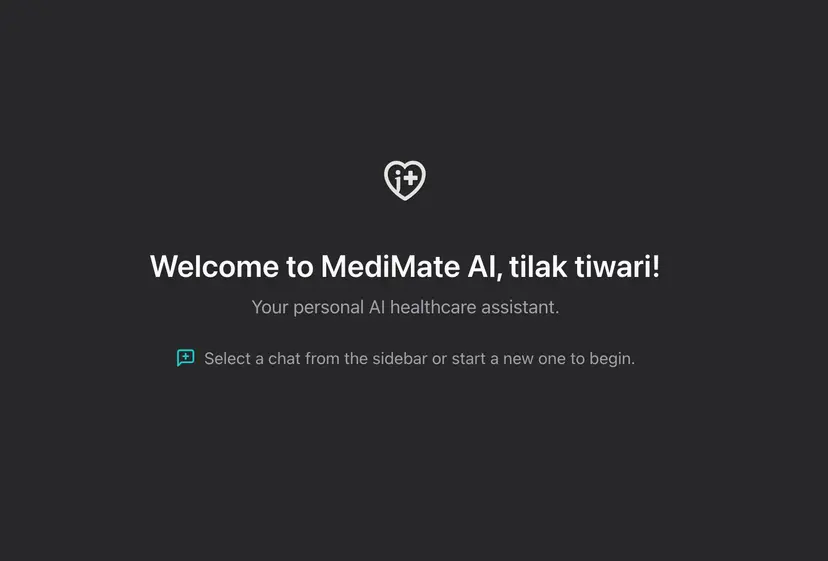 Welcome to MediMate AI, tilak tiwari!
Your personal AI healthcare assistant.
Select a chat from the sidebar or start a new one to begin.